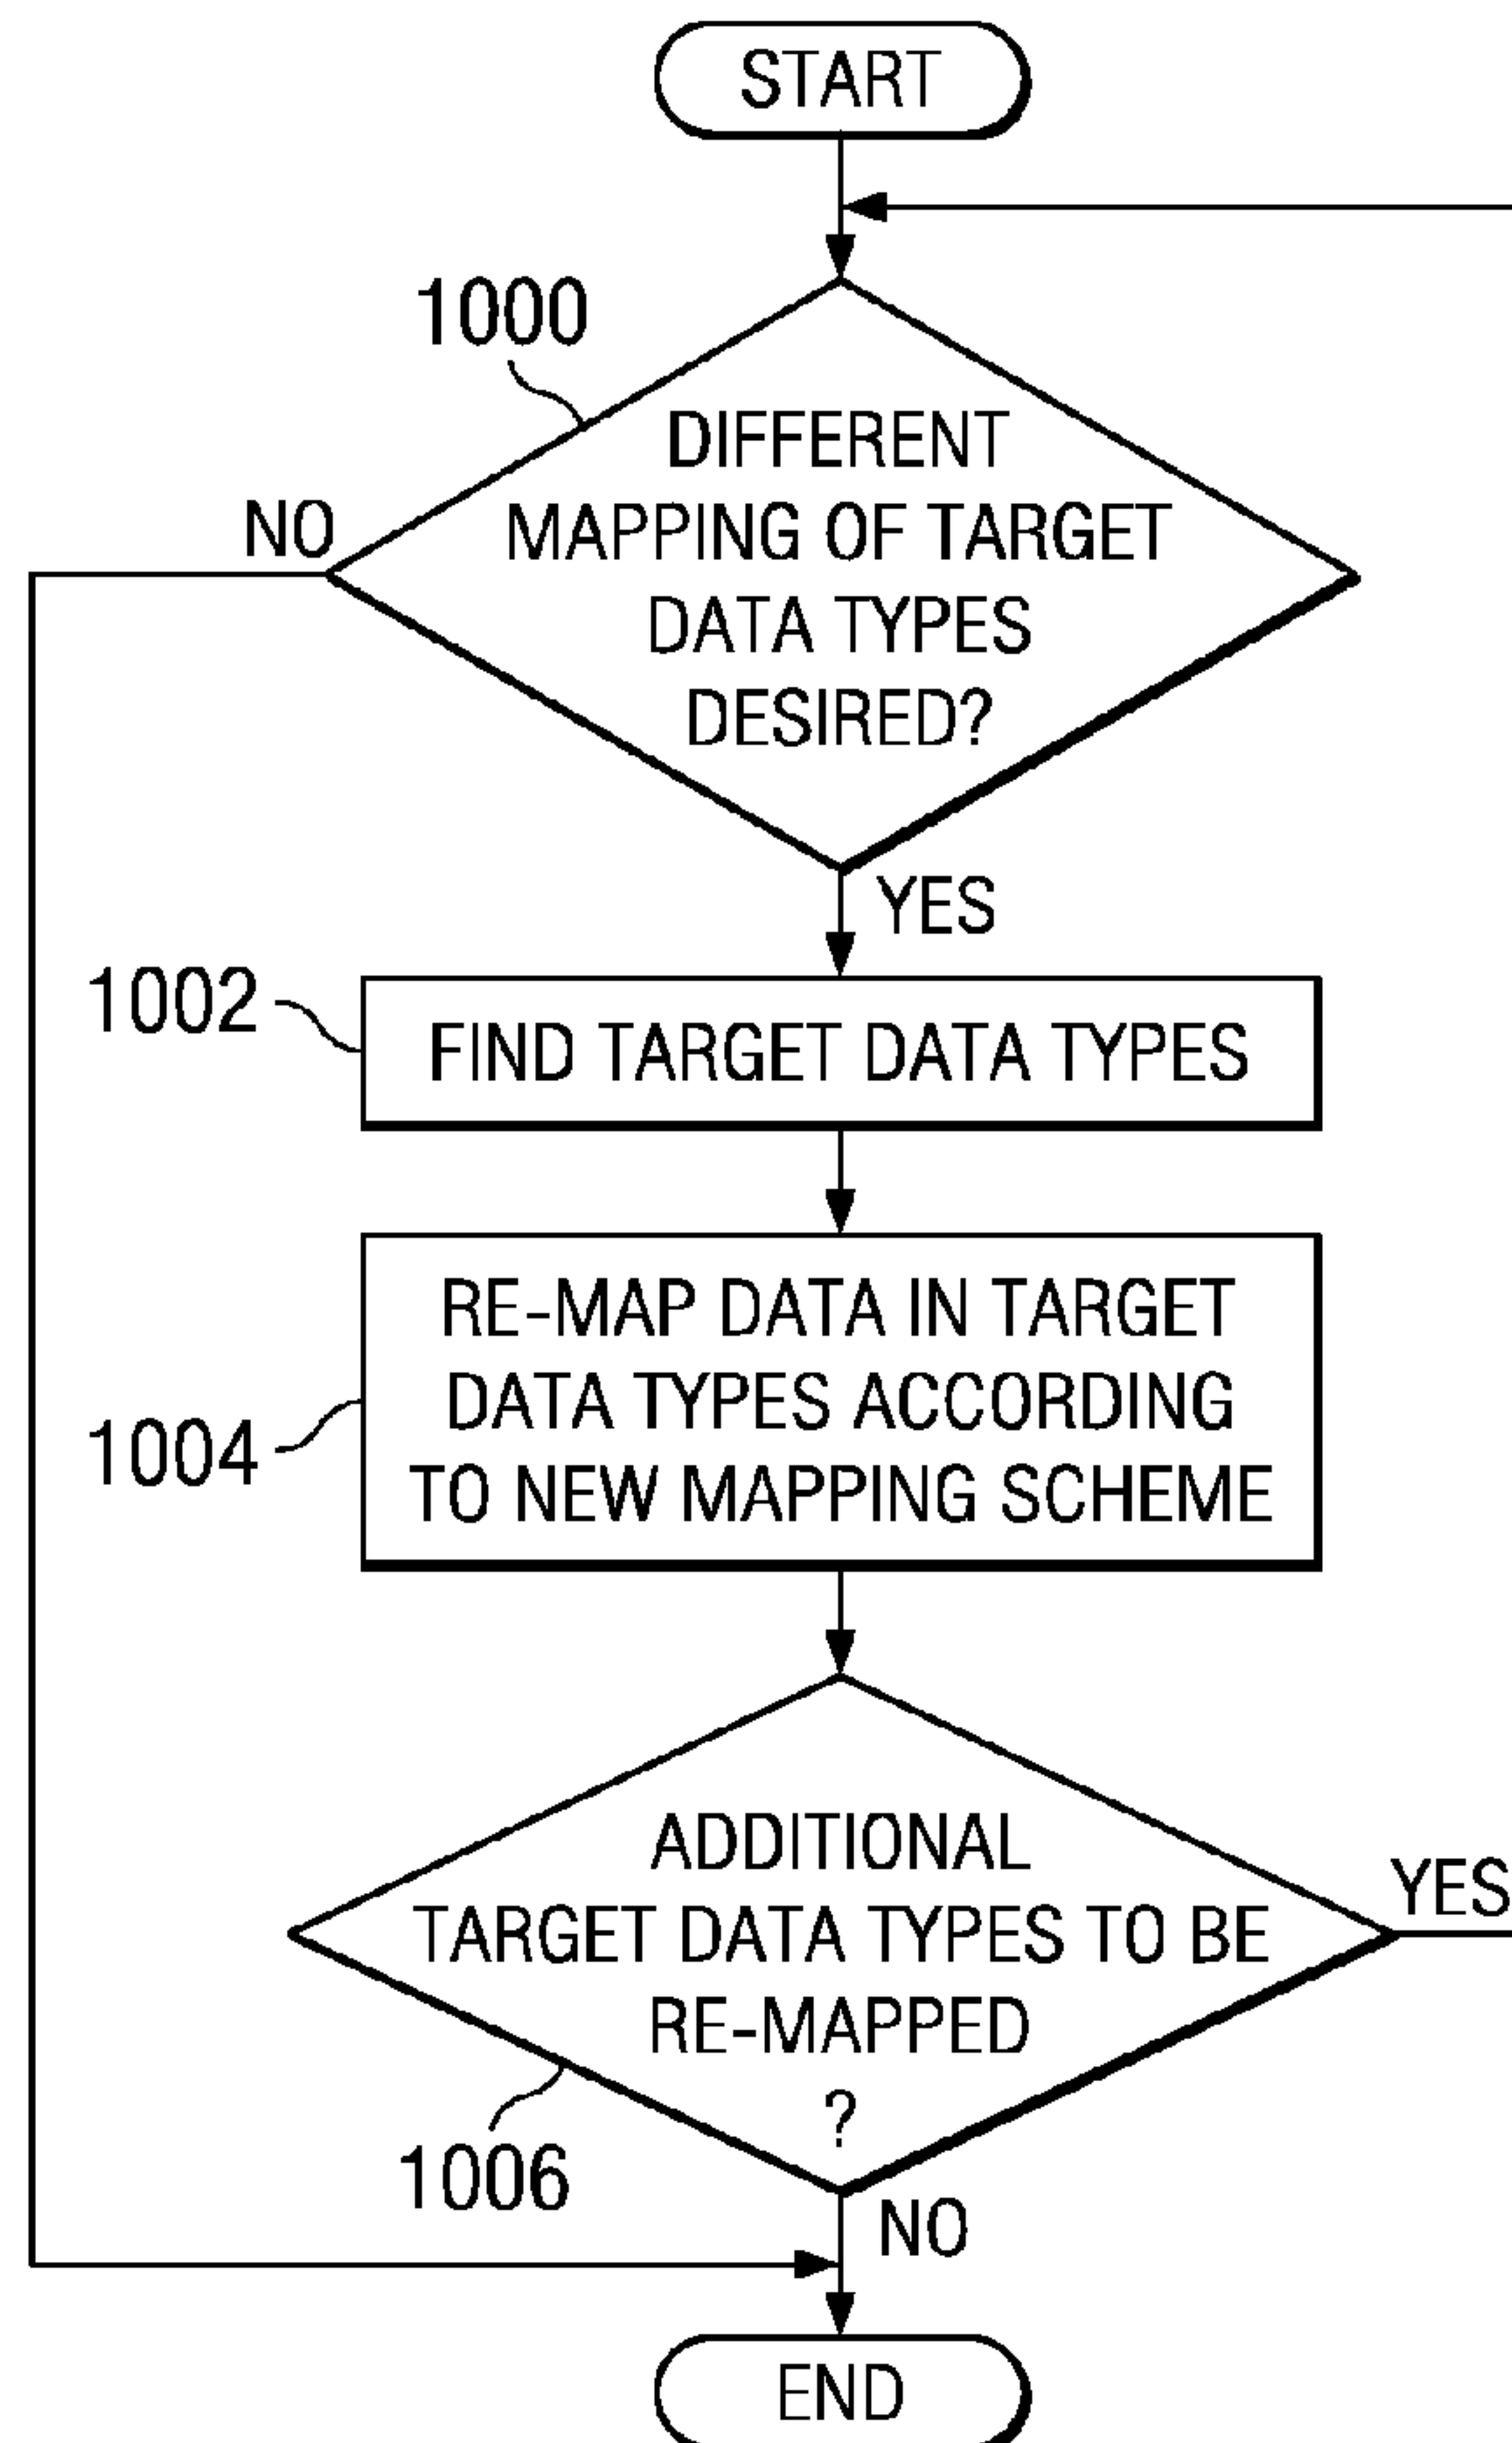 START
1000
DIFFERENT
MAPPING OF TARGET
DATA TYPES
DESIRED?
NO
YES
1002
FIND TARGET DATA TYPES
RE-MAP DATA IN TARGET
DATA TYPES ACCORDING
TO NEW MAPPING SCHEME
1004
ADDITIONAL
TARGET DATA TYPES TO BE
RE-MAPPED
?
YES
1006
NO
END